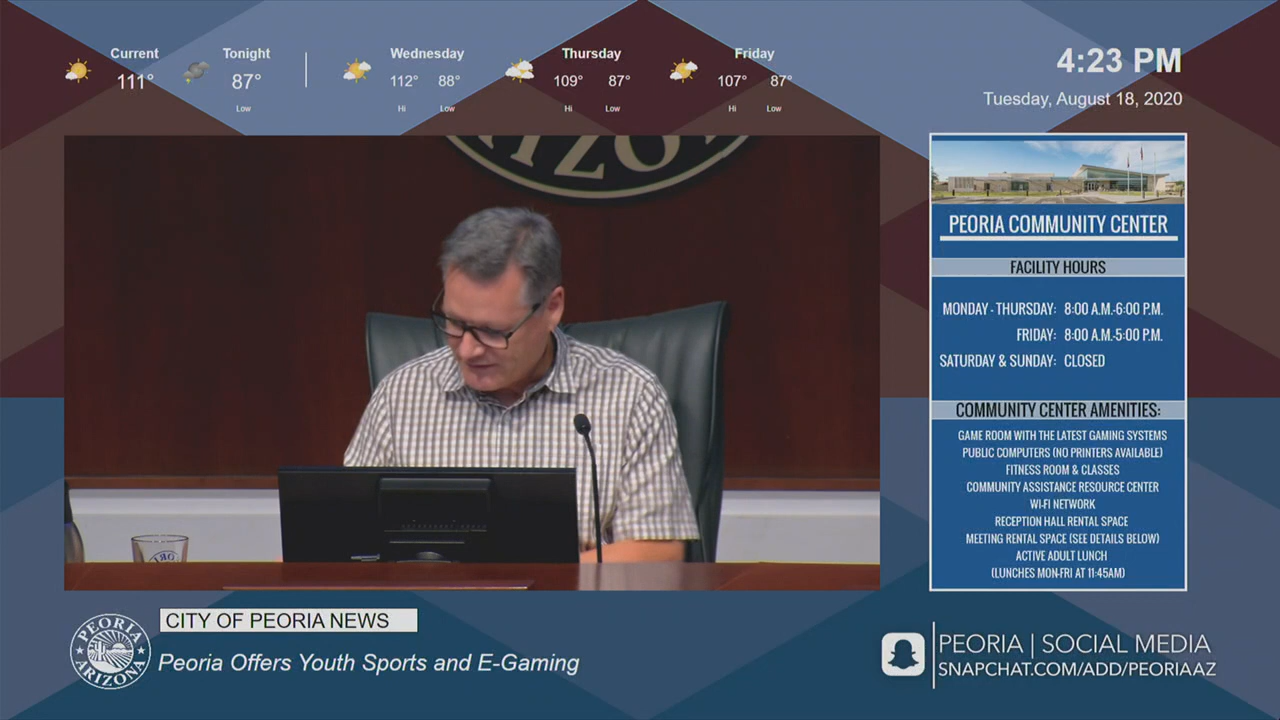 Current
Tonight
Wednesday
Thursday
Friday
111°
87°
112° 88°
109° 87°
107° 87°
Low
Hi Low
Hi Low
Hi Low
4:23 PM
Tuesday, August 18, 2020
PEORIA COMMUNITY CENTER
FACILITY HOURS
MONDAY - THURSDAY: 8:00 A.M.-6:00 P.M.
FRIDAY: 8:00 A.M.-5:00 P.M.
SATURDAY & SUNDAY: CLOSED
COMMUNITY CENTER AMENITIES:
GAME ROOM WITH THE LATEST GAMING SYSTEMS
PUBLIC COMPUTERS (NO PRINTERS AVAILABLE)
FITNESS ROOM & CLASSES
COMMUNITY ASSISTANCE RESOURCE CENTER
WI-FI NETWORK
RECEPTION HALL RENTAL SPACE
MEETING RENTAL SPACE (SEE DETAILS BELOW)
ACTIVE ADULT LUNCH
(LUNCHES MON-FRI AT 11:45AM)
CITY OF PEORIA NEWS
Peoria Offers Youth Sports and E-Gaming
PEORIA
ARIZONA
PEORIA | SOCIAL MEDIA
SNAPCHAT.COM/ADD/PEORIAAZ